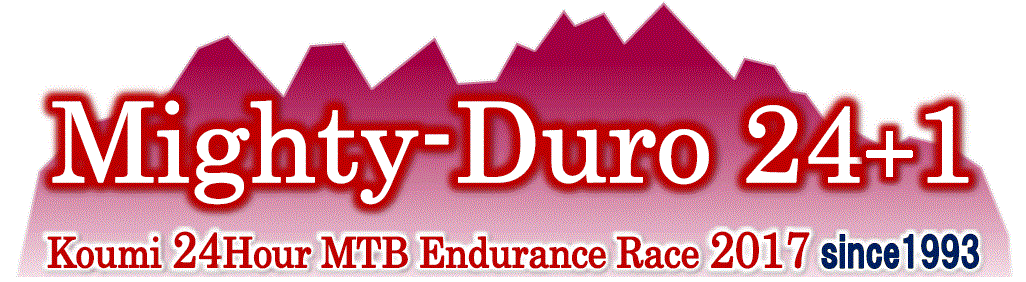 Mighty-Duro 24+1
Koumi 24Hour MTB Endurance Race 2017 since1993